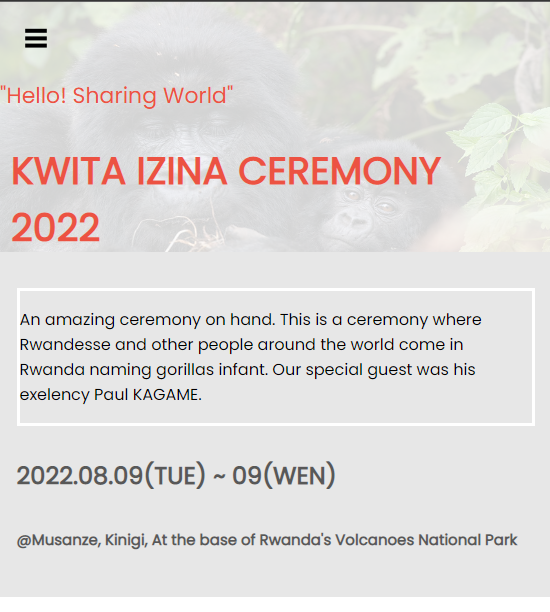 "Hello! Sharing World"
KWITA IZINA CEREMONY
2022
An amazing ceremony on hand. This is a ceremony where
Rwandesse and other people around the world come in
Rwanda naming gorillas infant. Our special guest was his
exelency Paul KAGAME.
2022.08.09(TUE) ~ 09(WEN)
@Musanze, Kinigi, At the base of Rwanda's Volcanoes National Park